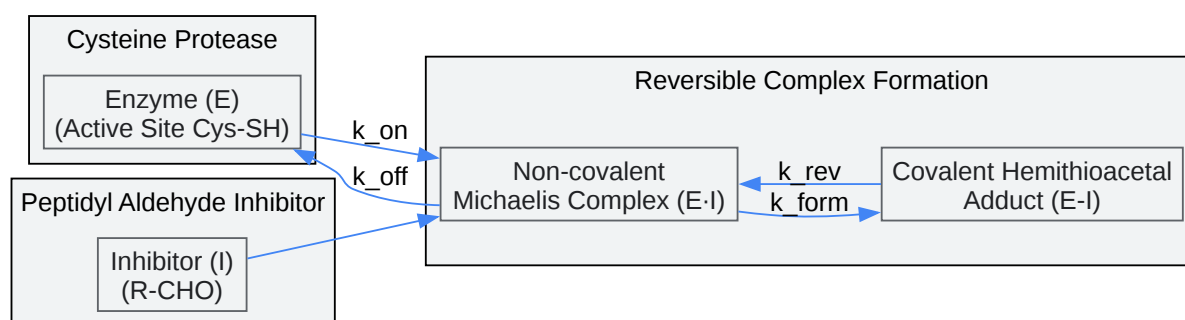 Cysteine Protease
Enzyme (E)
(Active Site Cys-SH)
k_on
k_off
Peptidyl Aldehyde Inhibitor
Inhibitor (I)
(R-CHO)
Reversible Complex Formation
Non-covalent
Michaelis Complex (E·I)
k_rev
k_form
Covalent Hemithioacetal
Adduct (E-I)